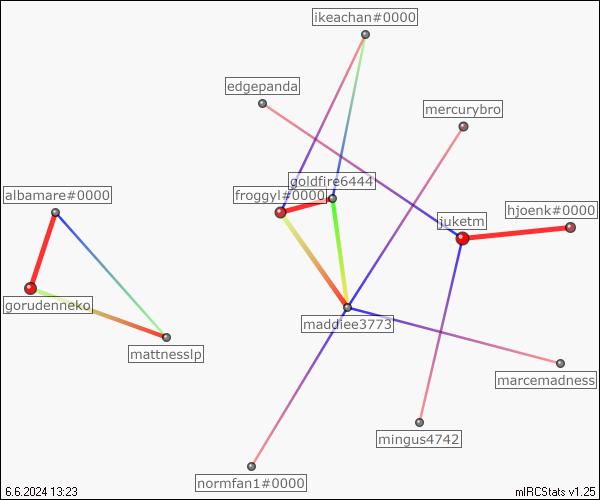 ikeachan#0000
edgepanda
mercurybro
goldfire6444
albamare#0000
froggyl#0000
hjoenk#0000
juketm
gorudenneko
maddiee3773
mattnesslp
marcemadness
mingus4742
normfan1#0000
6.6.2024 13:23
mIRCStats v1.25